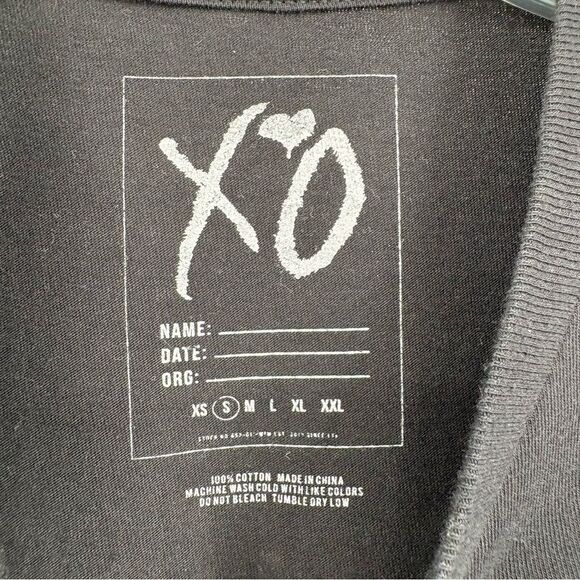 XO
NAME:
DATE:
ORG:
XS S M L XL XXL
100% COTTON MADE IN CHINA
MACHINE WASH COLD WITH LIKE COLORS
DO NOT BLEACH TUMBLE DRY LOW